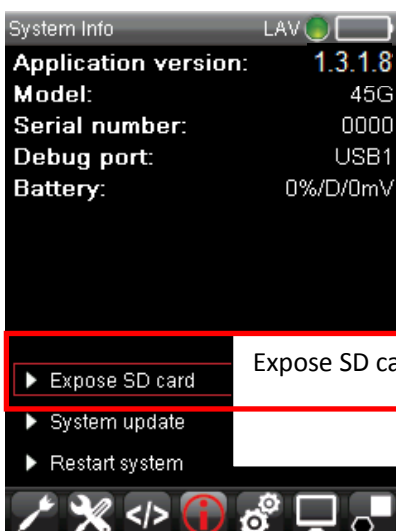 System Info LAV
Application version: 1.3.1.8
Model: 45G
Serial number: 0000
Debug port: USB1
Battery: 0%/D/0mV
Expose SD card
Expose SD ca
System update
Restart system